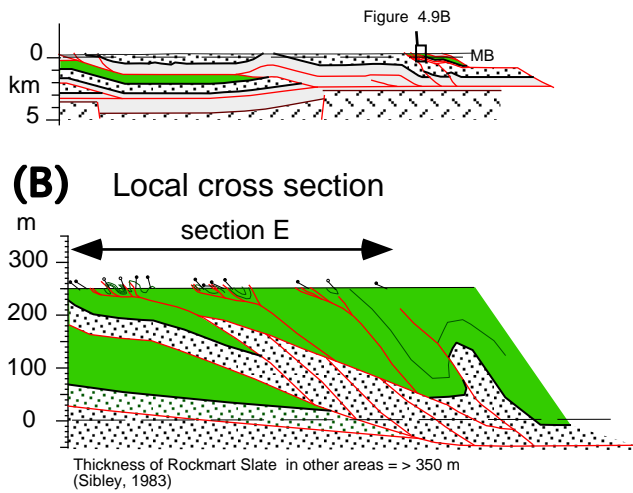 Figure 4.9B
0
MB
km
5
(B) Local cross section
m
section E
300
200
100
0
Thickness of Rockmart Slate in other areas = > 350 m
(Sibley, 1983)